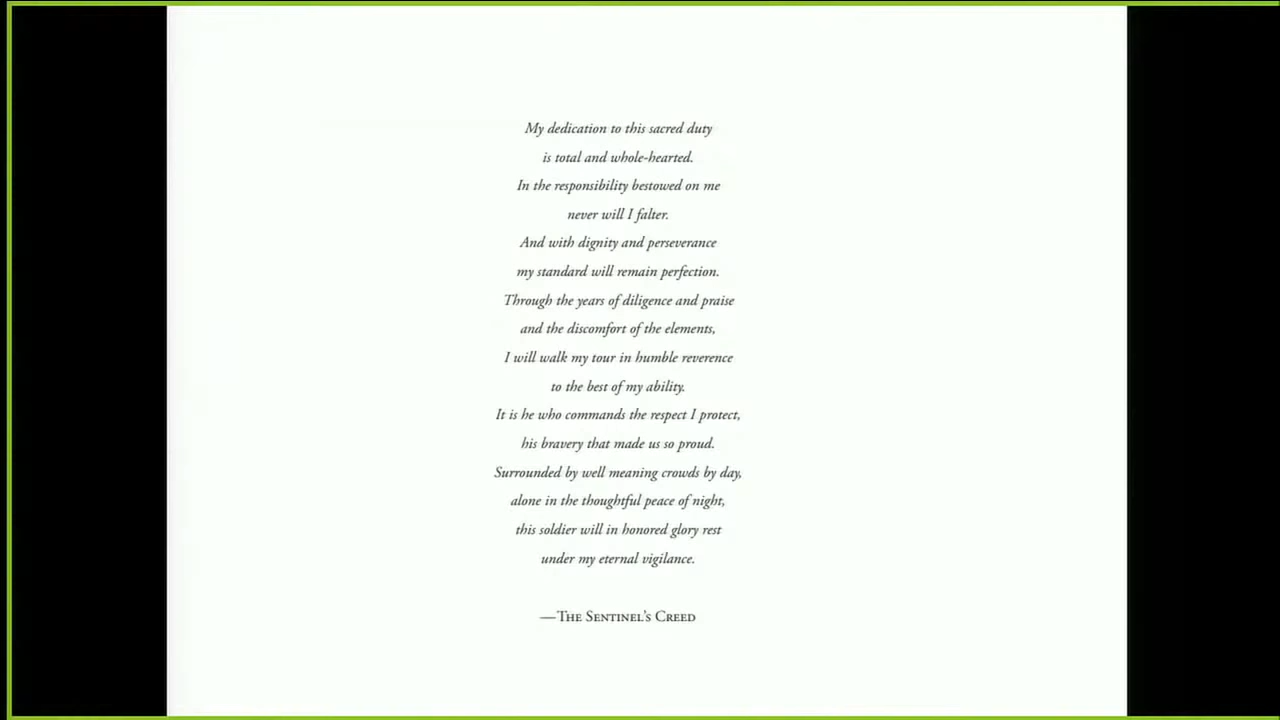 My dedication to this sacred duty
is total and whole-hearted.
In the responsibility bestowed on me
never will I falter.
And with dignity and perseverance
my standard will remain perfection.
Through the years of diligence and praise
and the discomfort of the elements,
I will walk my tour in humble reverence
to the best of my ability.
It is he who commands the respect I protect,
his bravery that made us so proud.
Surrounded by well meaning crowds by day,
alone in the thoughtful peace of night,
this soldier will in honored glory rest
under my eternal vigilance.
—The Sentinel's Creed